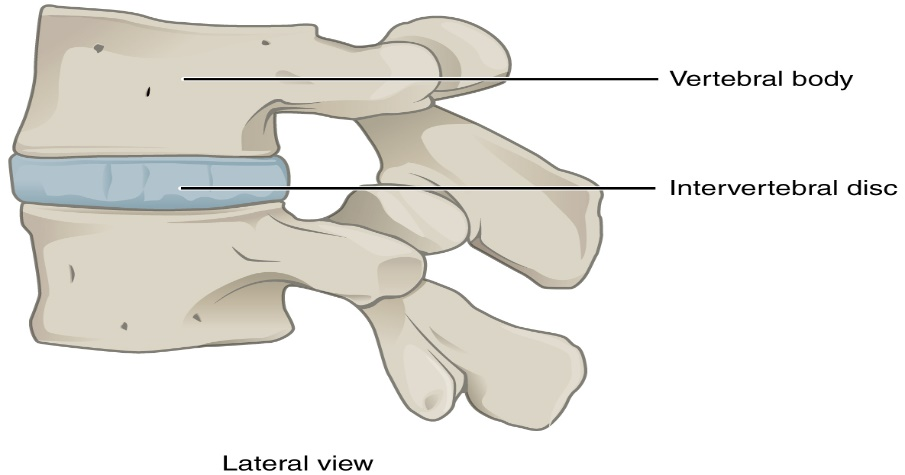 Vertebral body
Intervertebral disc
Lateral view